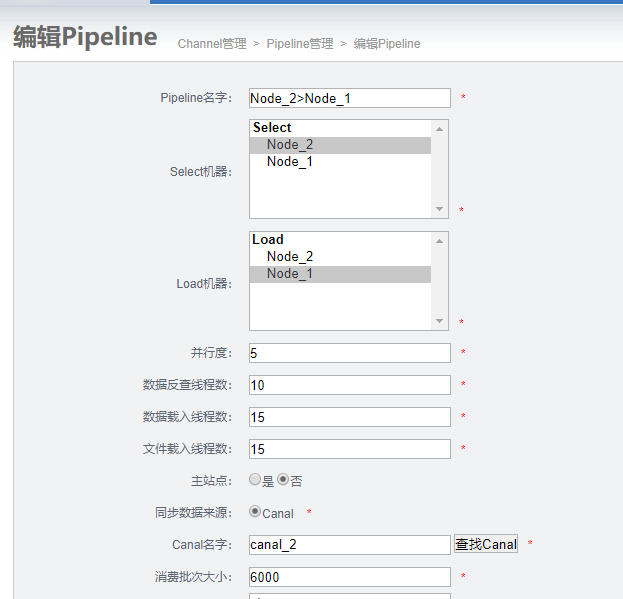 编辑Pipeline Channel管理 > Pipeline管理 > 编辑Pipeline
Pipeline名字: Node_2>Node_1 *
Select
Node_2
Select机器: Node_1
*
Load
Node_2
Load机器: Node_1
*
并行度: 5 *
数据反查线程数: 10 *
数据载入线程数: 15 *
文件载入线程数: 15 *
主站点: 是 否
同步数据来源: Canal *
Canal名字: canal_2 查找Canal *
消费批次大小: 6000 *